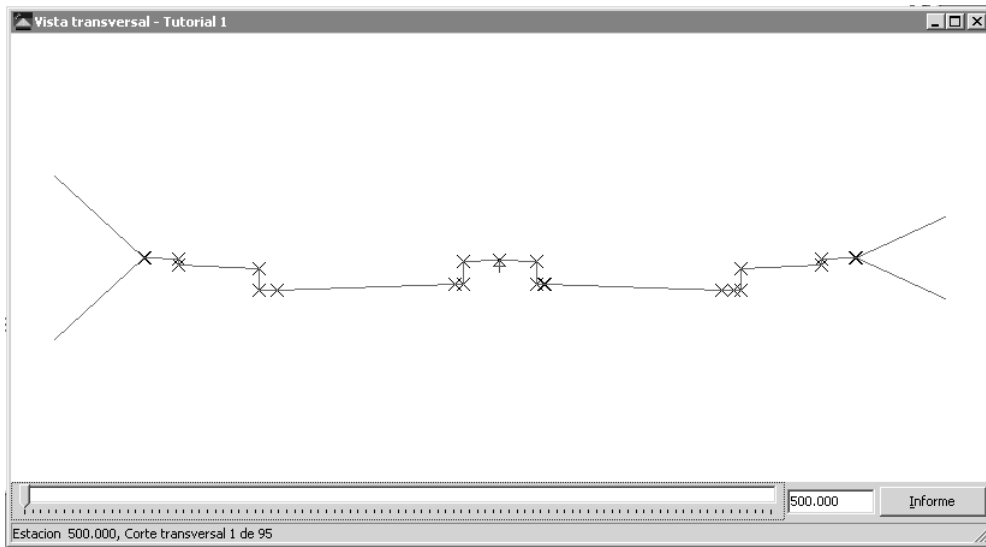 Vista transversal - Tutorial 1
500.000
Informe
Estacion 500.000, Corte transversal 1 de 95